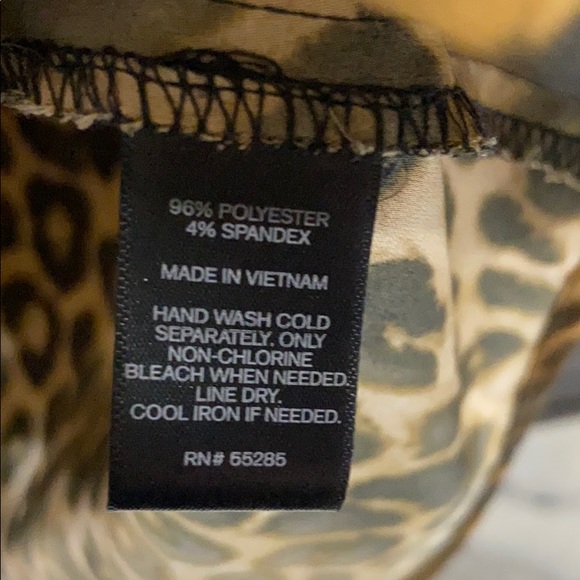 96% POLYESTER
4% SPANDEX
MADE IN VIETNAM
HAND WASH COLD
SEPARATELY. ONLY
NON-CHLORINE
BLEACH WHEN NEEDED.
LINE DRY.
COOL IRON IF NEEDED.
RN# 55285